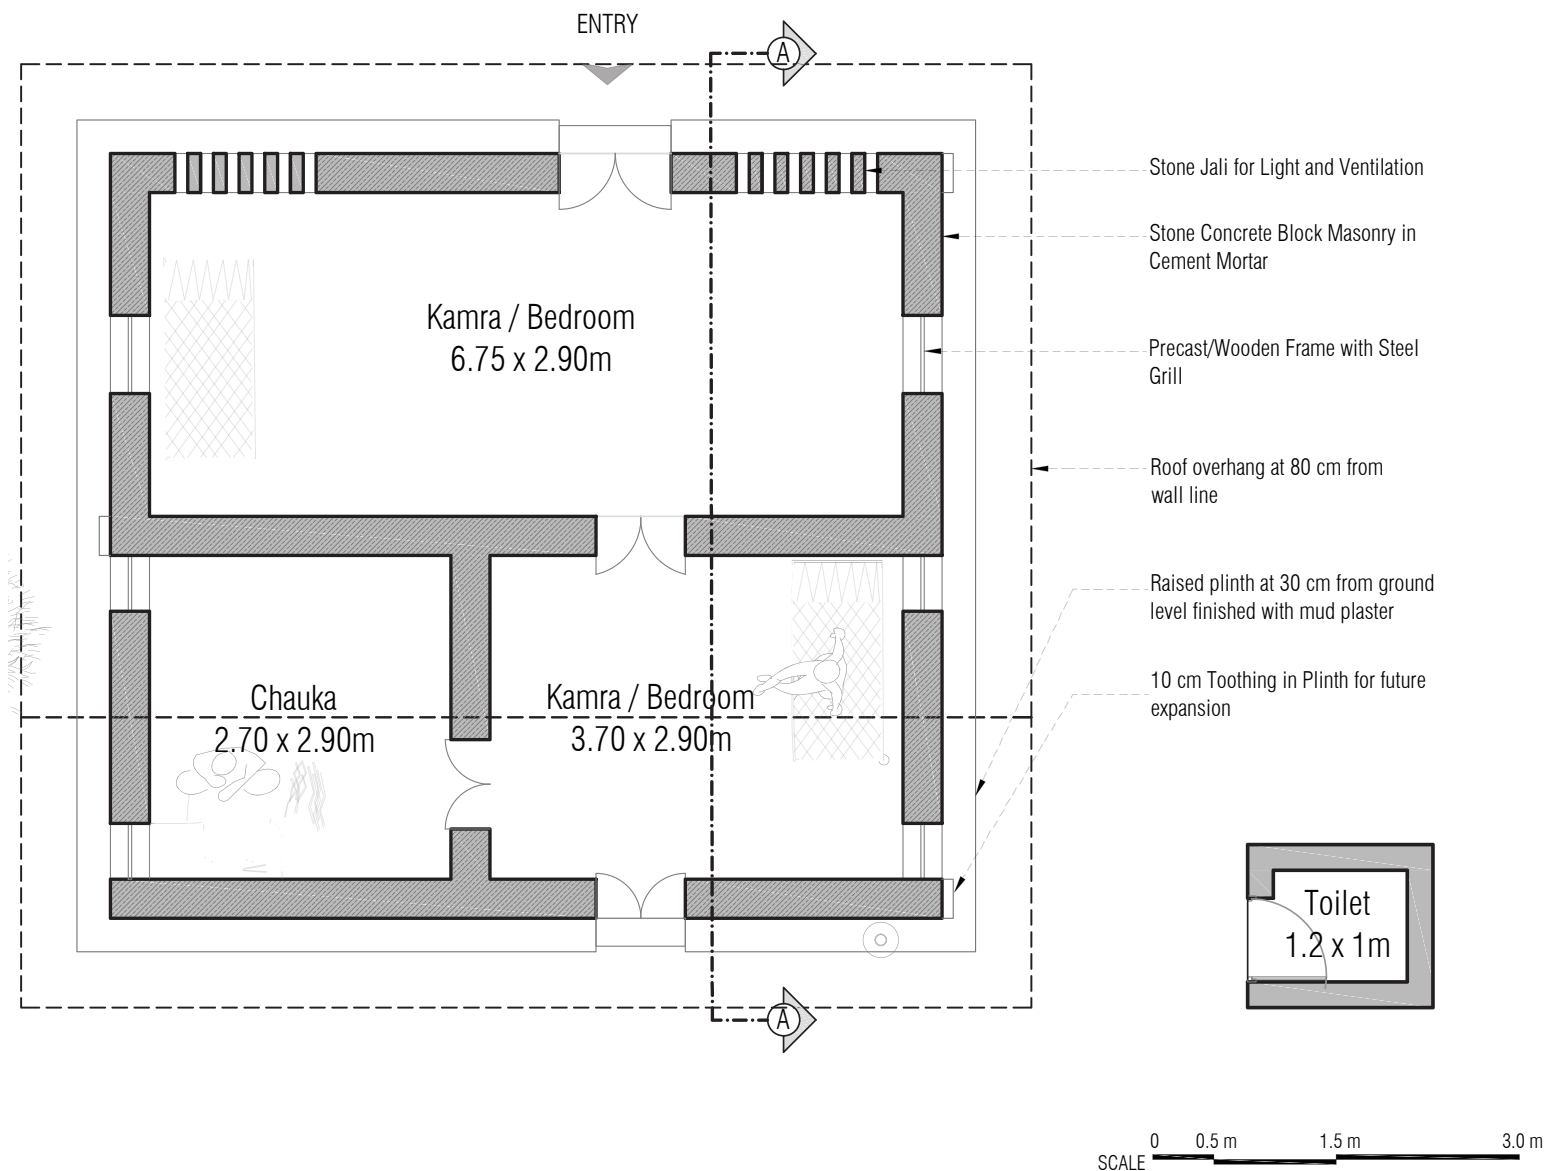 ENTRY
A
Stone Jali for Light and Ventilation
Stone Concrete Block Masonry in
Cement Mortar
Kamra / Bedroom
6.75 x 2.90m
Precast/Wooden Frame with Steel
Grill
Roof overhang at 80 cm from
wall line
Raised plinth at 30 cm from ground
level finished with mud plaster
10 cm Toothing in Plinth for future
expansion
Chauka
2.70 x 2.90m
Kamra / Bedroom
3.70 x 2.90m
Toilet
1.2 x 1m
A
SCALE
0 0.5 m 1.5 m 3.0 m